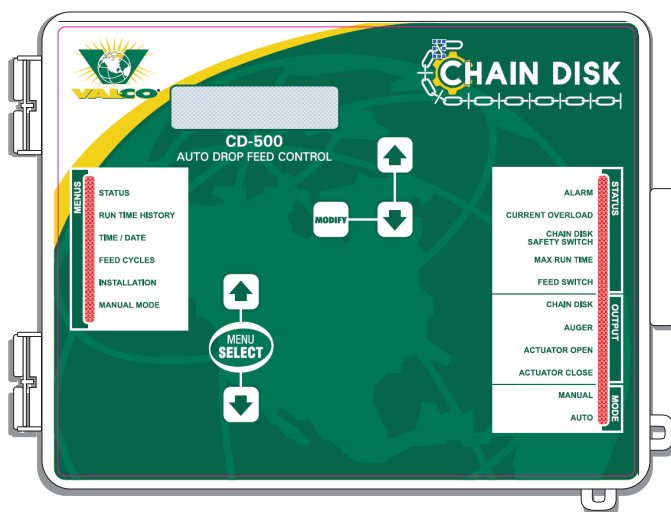 VAL-CO®
CHAIN DISK
CD-500
AUTO DROP FEED CONTROL
MENUS
STATUS
RUN TIME HISTORY
TIME / DATE
FEED CYCLES
INSTALLATION
MANUAL MODE
MODIFY
MENU
SELECT
STATUS
ALARM
CURRENT OVERLOAD
CHAIN DISK
SAFETY SWITCH
MAX RUN TIME
FEED SWITCH
OUTPUT
CHAIN DISK
AUGER
ACTUATOR OPEN
ACTUATOR CLOSE
MODE
MANUAL
AUTO